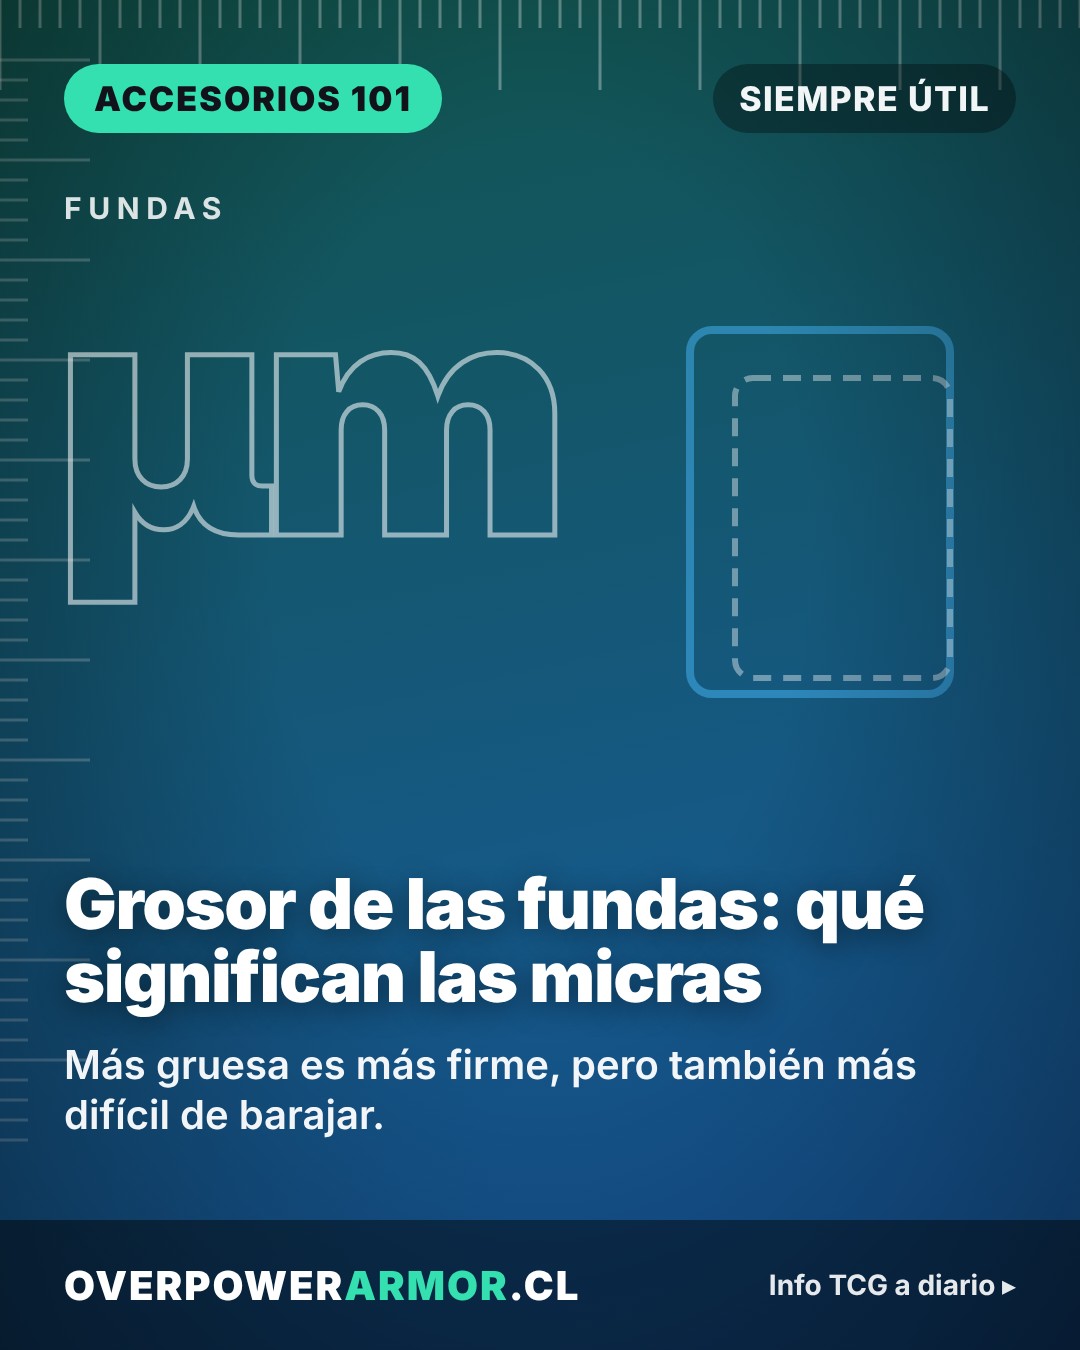 ACCESORIOS 101
SIEMPRE ÚTIL
FUNDAS
µm
Grosor de las fundas: qué
significan las micras
Más gruesa es más firme, pero también más
difícil de barajar.
OVERPOWERARMOR.CL
Info TCG a diario ▸